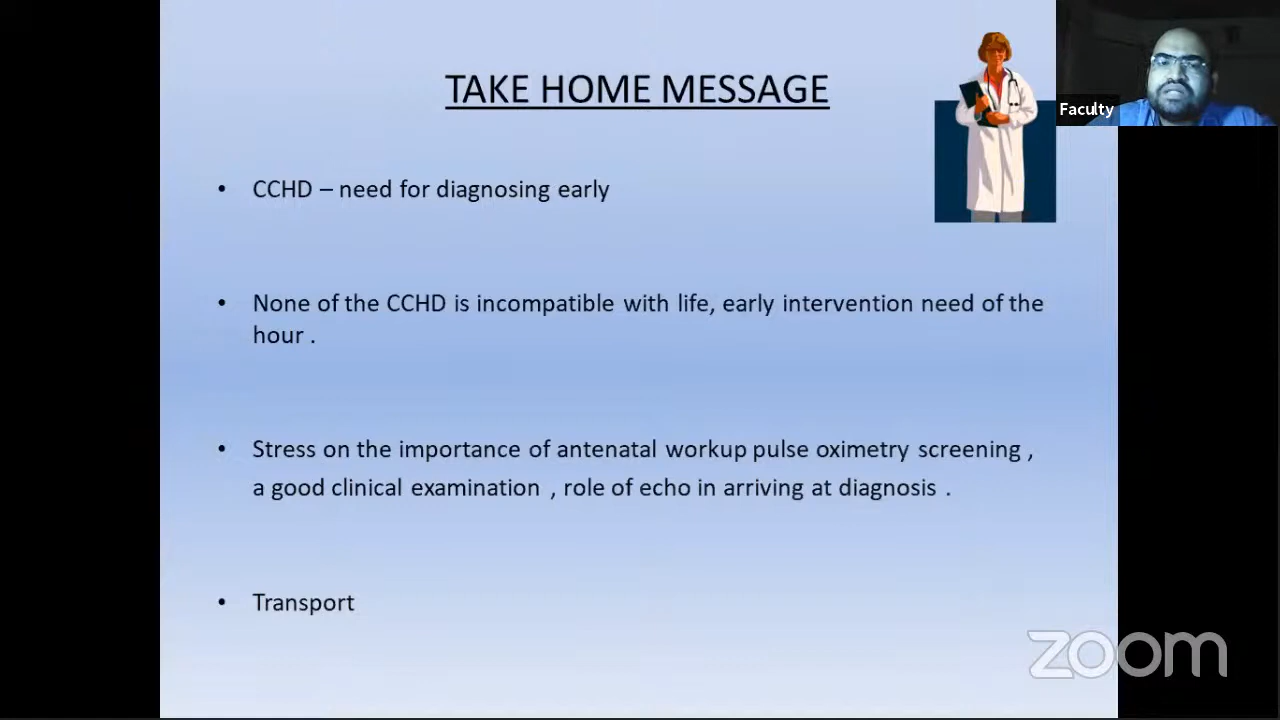 TAKE HOME MESSAGE
Faculty
• CCHD – need for diagnosing early
• None of the CCHD is incompatible with life, early intervention need of the
hour .
• Stress on the importance of antenatal workup pulse oximetry screening ,
a good clinical examination , role of echo in arriving at diagnosis .
• Transport
zoom